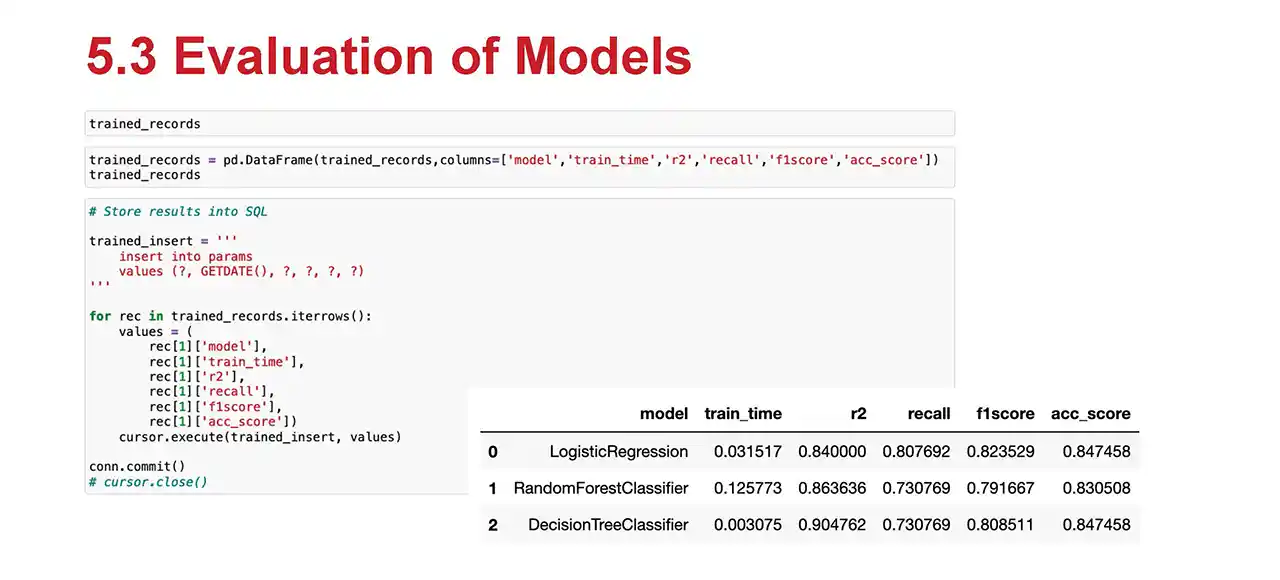 5.3 Evaluation of Models
trained_records
trained_records = pd.DataFrame(trained_records,columns=['model','train_time','r2','recall','f1score','acc_score'])
trained_records
# Store results into SQL
trained_insert = '''
insert into params
values (?, GETDATE(), ?, ?, ?, ?)
'''
for rec in trained_records.iterrows():
values = (
rec[1]['model'],
rec[1]['train_time'],
rec[1]['r2'],
rec[1]['recall'],
rec[1]['f1score'],
rec[1]['acc_score'])
cursor.execute(trained_insert, values)
conn.commit()
# cursor.close()
model train_time r2 recall f1score acc_score
0 LogisticRegression 0.031517 0.840000 0.807692 0.823529 0.847458
1 RandomForestClassifier 0.125773 0.863636 0.730769 0.791667 0.830508
2 DecisionTreeClassifier 0.003075 0.904762 0.730769 0.808511 0.847458